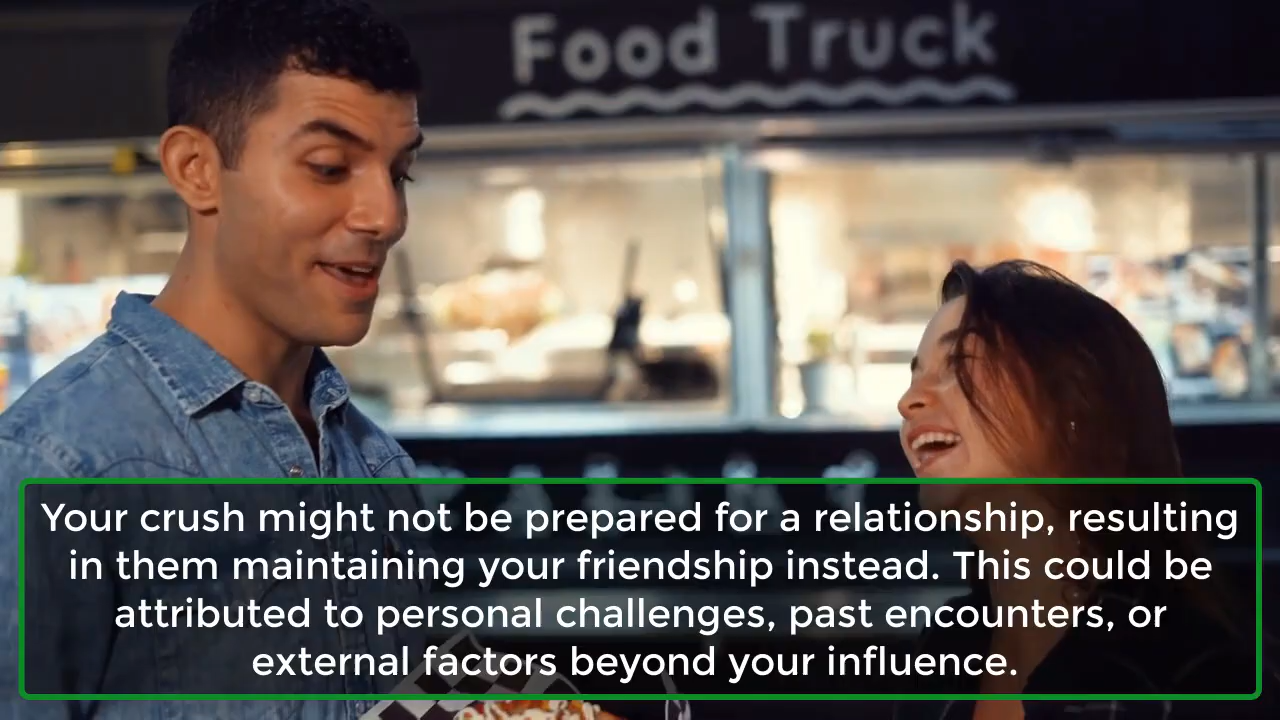 Food Truck
Your crush might not be prepared for a relationship, resulting
in them maintaining your friendship instead. This could be
attributed to personal challenges, past encounters, or
external factors beyond your influence.